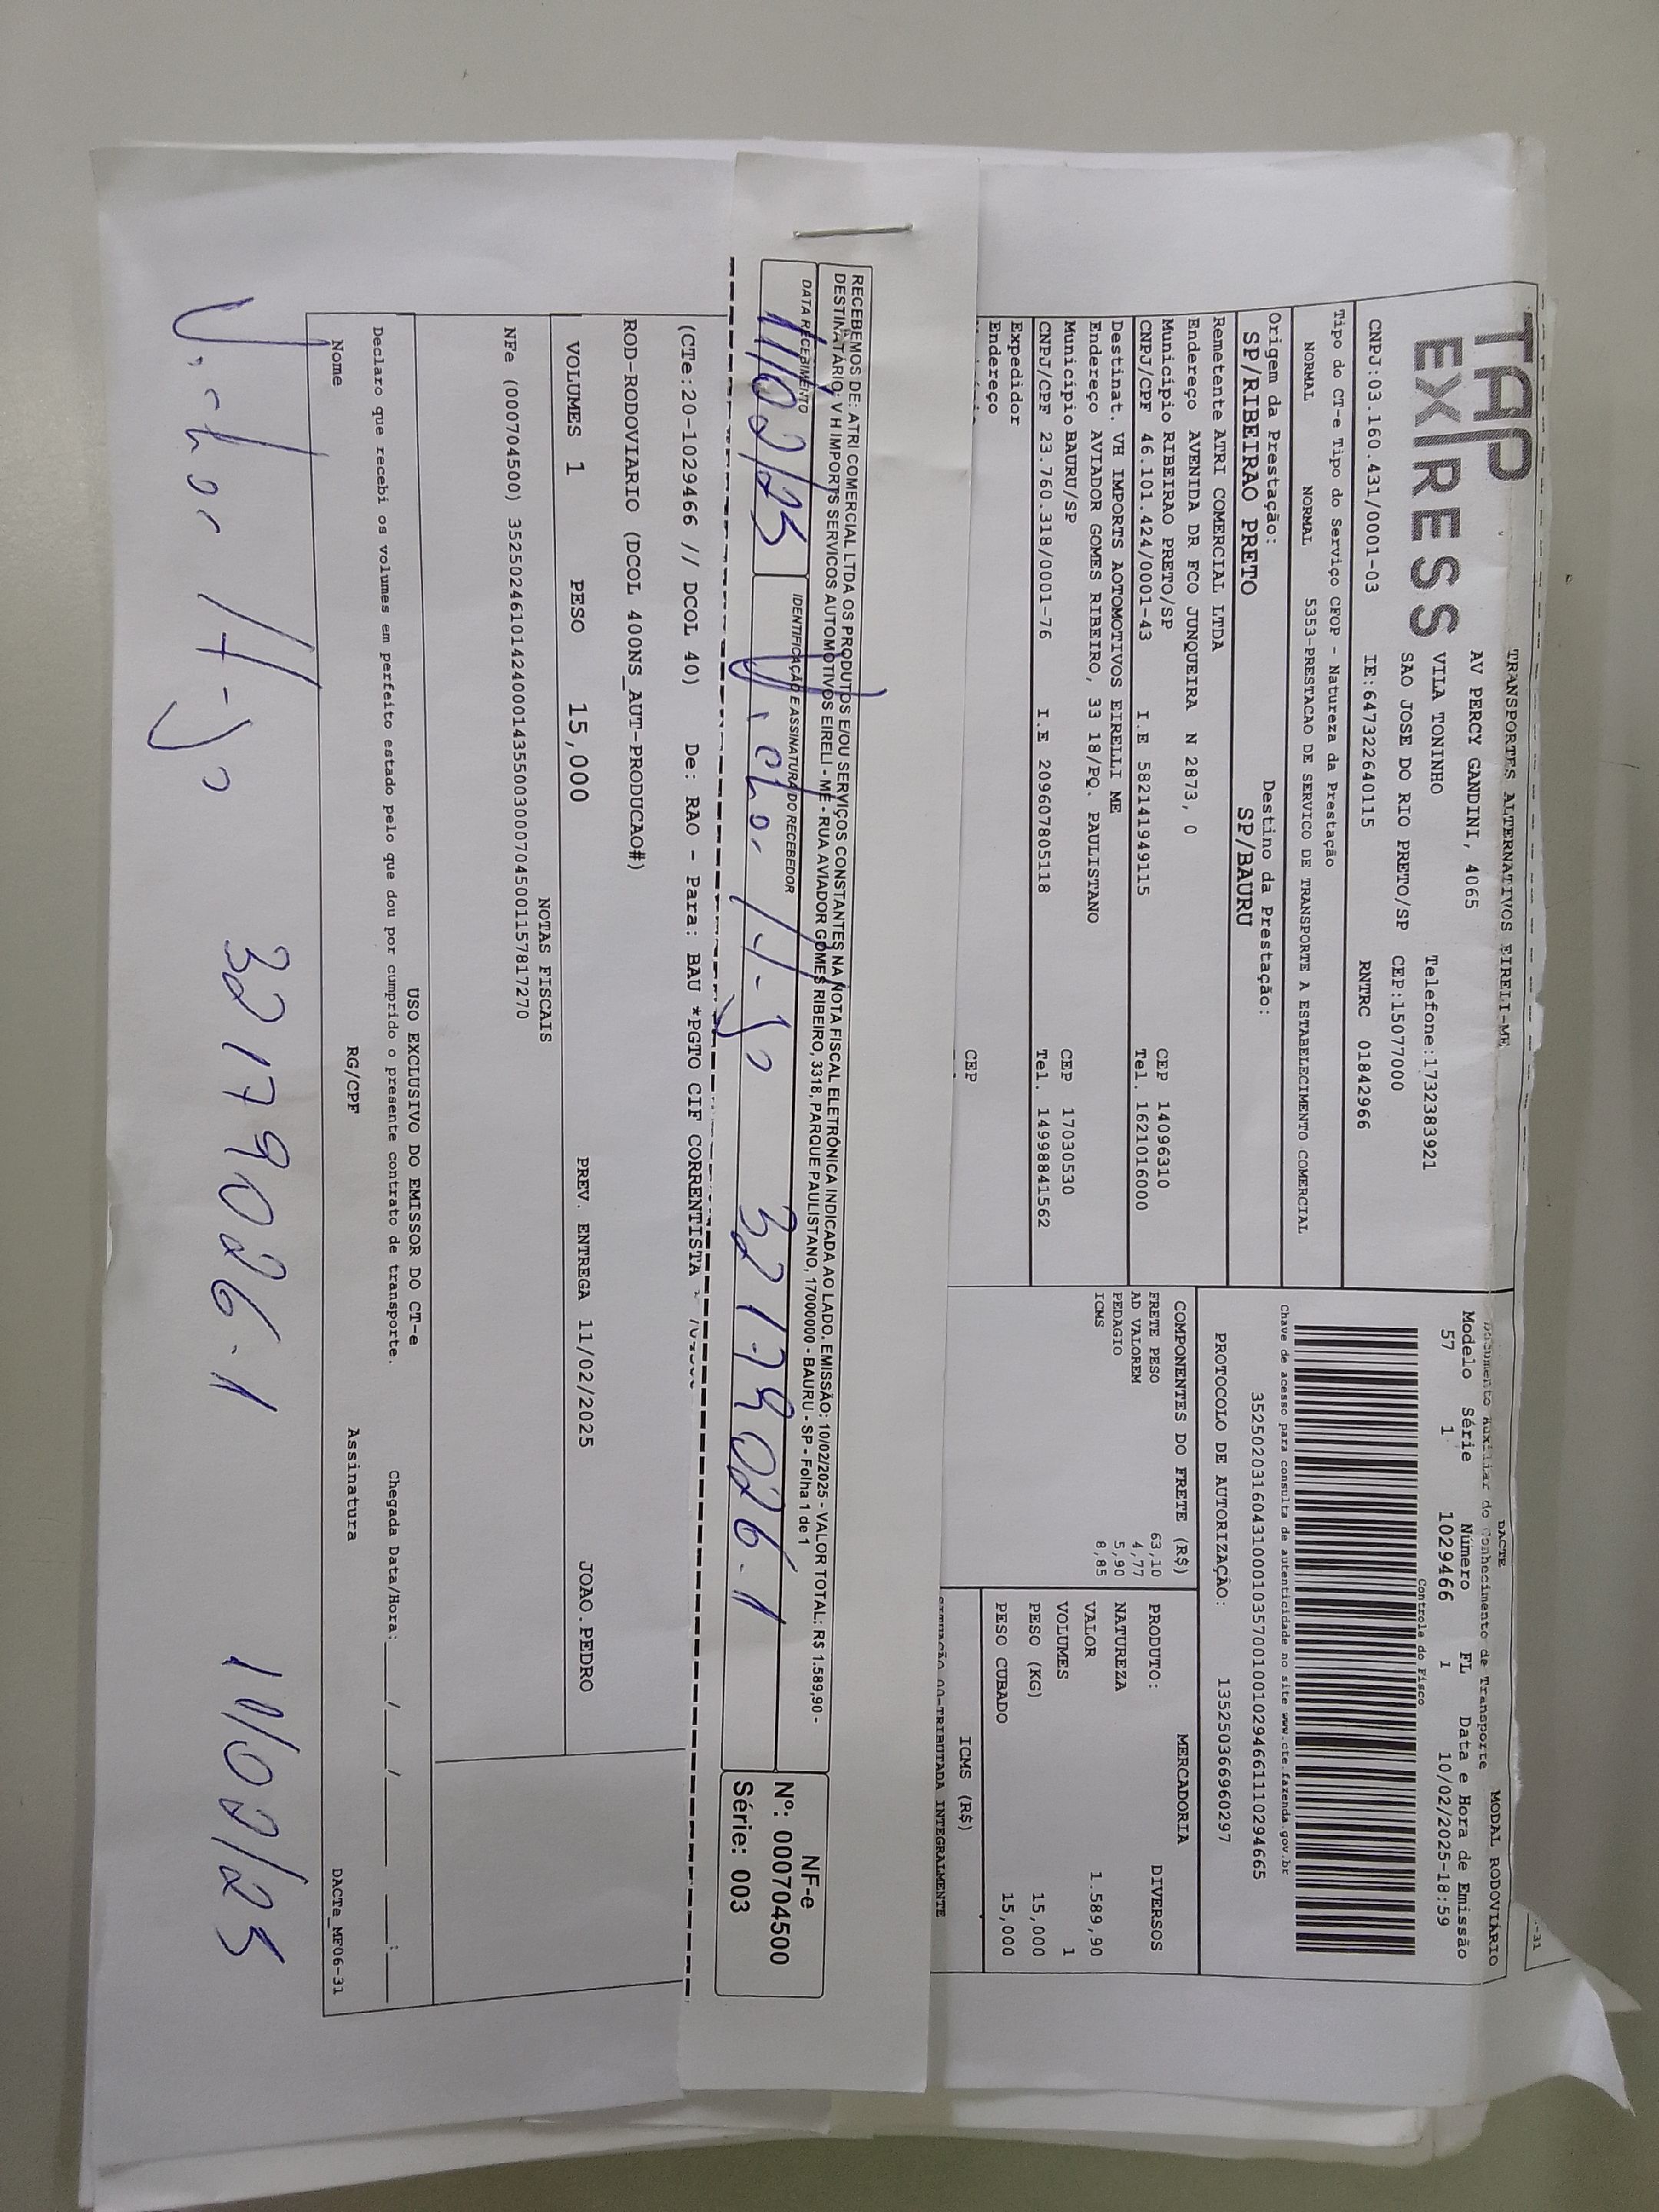 TRANSPORTES ALTERNATIVOS EIRELI-ME
TAP EXPRESS
AV PERCY GANDINI, 4065
VILA TONINHO Telefone:1732383921
SAO JOSE DO RIO PRETO/SP CEP:15077000
CNPJ:03.160.431/0001-03 IE:647322640115 RNTRC 01842966
Tipo do CT-e Tipo do Serviço CFOP - Natureza da Prestação
NORMAL NORMAL 5353-PRESTACAO DE SERVICO DE TRANSPORTE A ESTABELECIMENTO COMERCIAL
Origem da Prestação: Destino da Prestação:
SP/RIBEIRAO PRETO SP/BAURU
Remetente ATRI COMERCIAL LTDA
Endereço AVENIDA DR FCO JUNQUEIRA N 2873, 0
Município RIBEIRAO PRETO/SP CEP 14096310
CNPJ/CPF 46.101.424/0001-43 I.E 582141949115 Tel. 1621016000
Destinat. VH IMPORTS AOTOMOTIVOS EIRELLI ME
Endereço AVIADOR GOMES RIBEIRO, 33 18/PQ. PAULISTANO
Município BAURU/SP CEP 17030530
CNPJ/CPF 23.760.318/0001-76 I.E 209607805118 Tel. 14998841562
Expedidor
Endereço CEP
DACTE MODAL RODOVIÁRIO
Documento Auxiliar do Conhecimento de Transporte
Modelo Série Número FL Data e Hora de Emissão
57 1 1029466 1 10/02/2025-18:59
Controle do Fisco
Chave de acesso para consulta de autenticidade no site www.cte.fazenda.gov.br
35250203160431000103570010010294661110294665
PROTOCOLO DE AUTORIZAÇÃO: 135250366960297
COMPONENTES DO FRETE (R$)
FRETE PESO 63,10
AD VALOREM 4,77
PEDAGIO 5,90
ICMS 8,85
MERCADORIA
PRODUTO: DIVERSOS
NATUREZA
VALOR 1.589,90
VOLUMES 1
PESO (KG) 15,000
PESO CUBADO 15,000
ICMS (R$)
SITUAÇÃO 00-TRIBUTADA INTEGRALMENTE
RECEBEMOS DE: ATRI COMERCIAL LTDA OS PRODUTOS E/OU SERVIÇOS CONSTANTES NA NOTA FISCAL ELETRÔNICA INDICADA AO LADO. EMISSÃO: 10/02/2025 - VALOR TOTAL: R$ 1.589,90 -
DESTINATÁRIO: V H IMPORTS SERVICOS AUTOMOTIVOS EIRELI - ME - RUA AVIADOR GOMES RIBEIRO, 3318, PARQUE PAULISTANO, 17000000 - BAURU - SP - Folha 1 de 1
DATA RECEBIMENTO IDENTIFICAÇÃO E ASSINATURA DO RECEBEDOR
11/02/25 32179026-1
NF-e
Nº: 000704500
Série: 003
(CTe:20-1029466 // DCOL 40) De: RAO - Para: BAU *PGTO CIF CORRENTISTA
ROD-RODOVIARIO (DCOL 400NS_AUT-PRODUCAO#)
VOLUMES 1 PESO 15,000 PREV. ENTREGA 11/02/2025 JOAO.PEDRO
NOTAS FISCAIS
NFe (000704500) 35250246101424000143550030007045001157817270
USO EXCLUSIVO DO EMISSOR DO CT-e
Declaro que recebi os volumes em perfeito estado pelo que dou por cumprido o presente contrato de transporte. Chegada Data/Hora:___/___/_____ __:__
Nome RG/CPF Assinatura DACTe_MF06-31
32179026-1 11/02/25